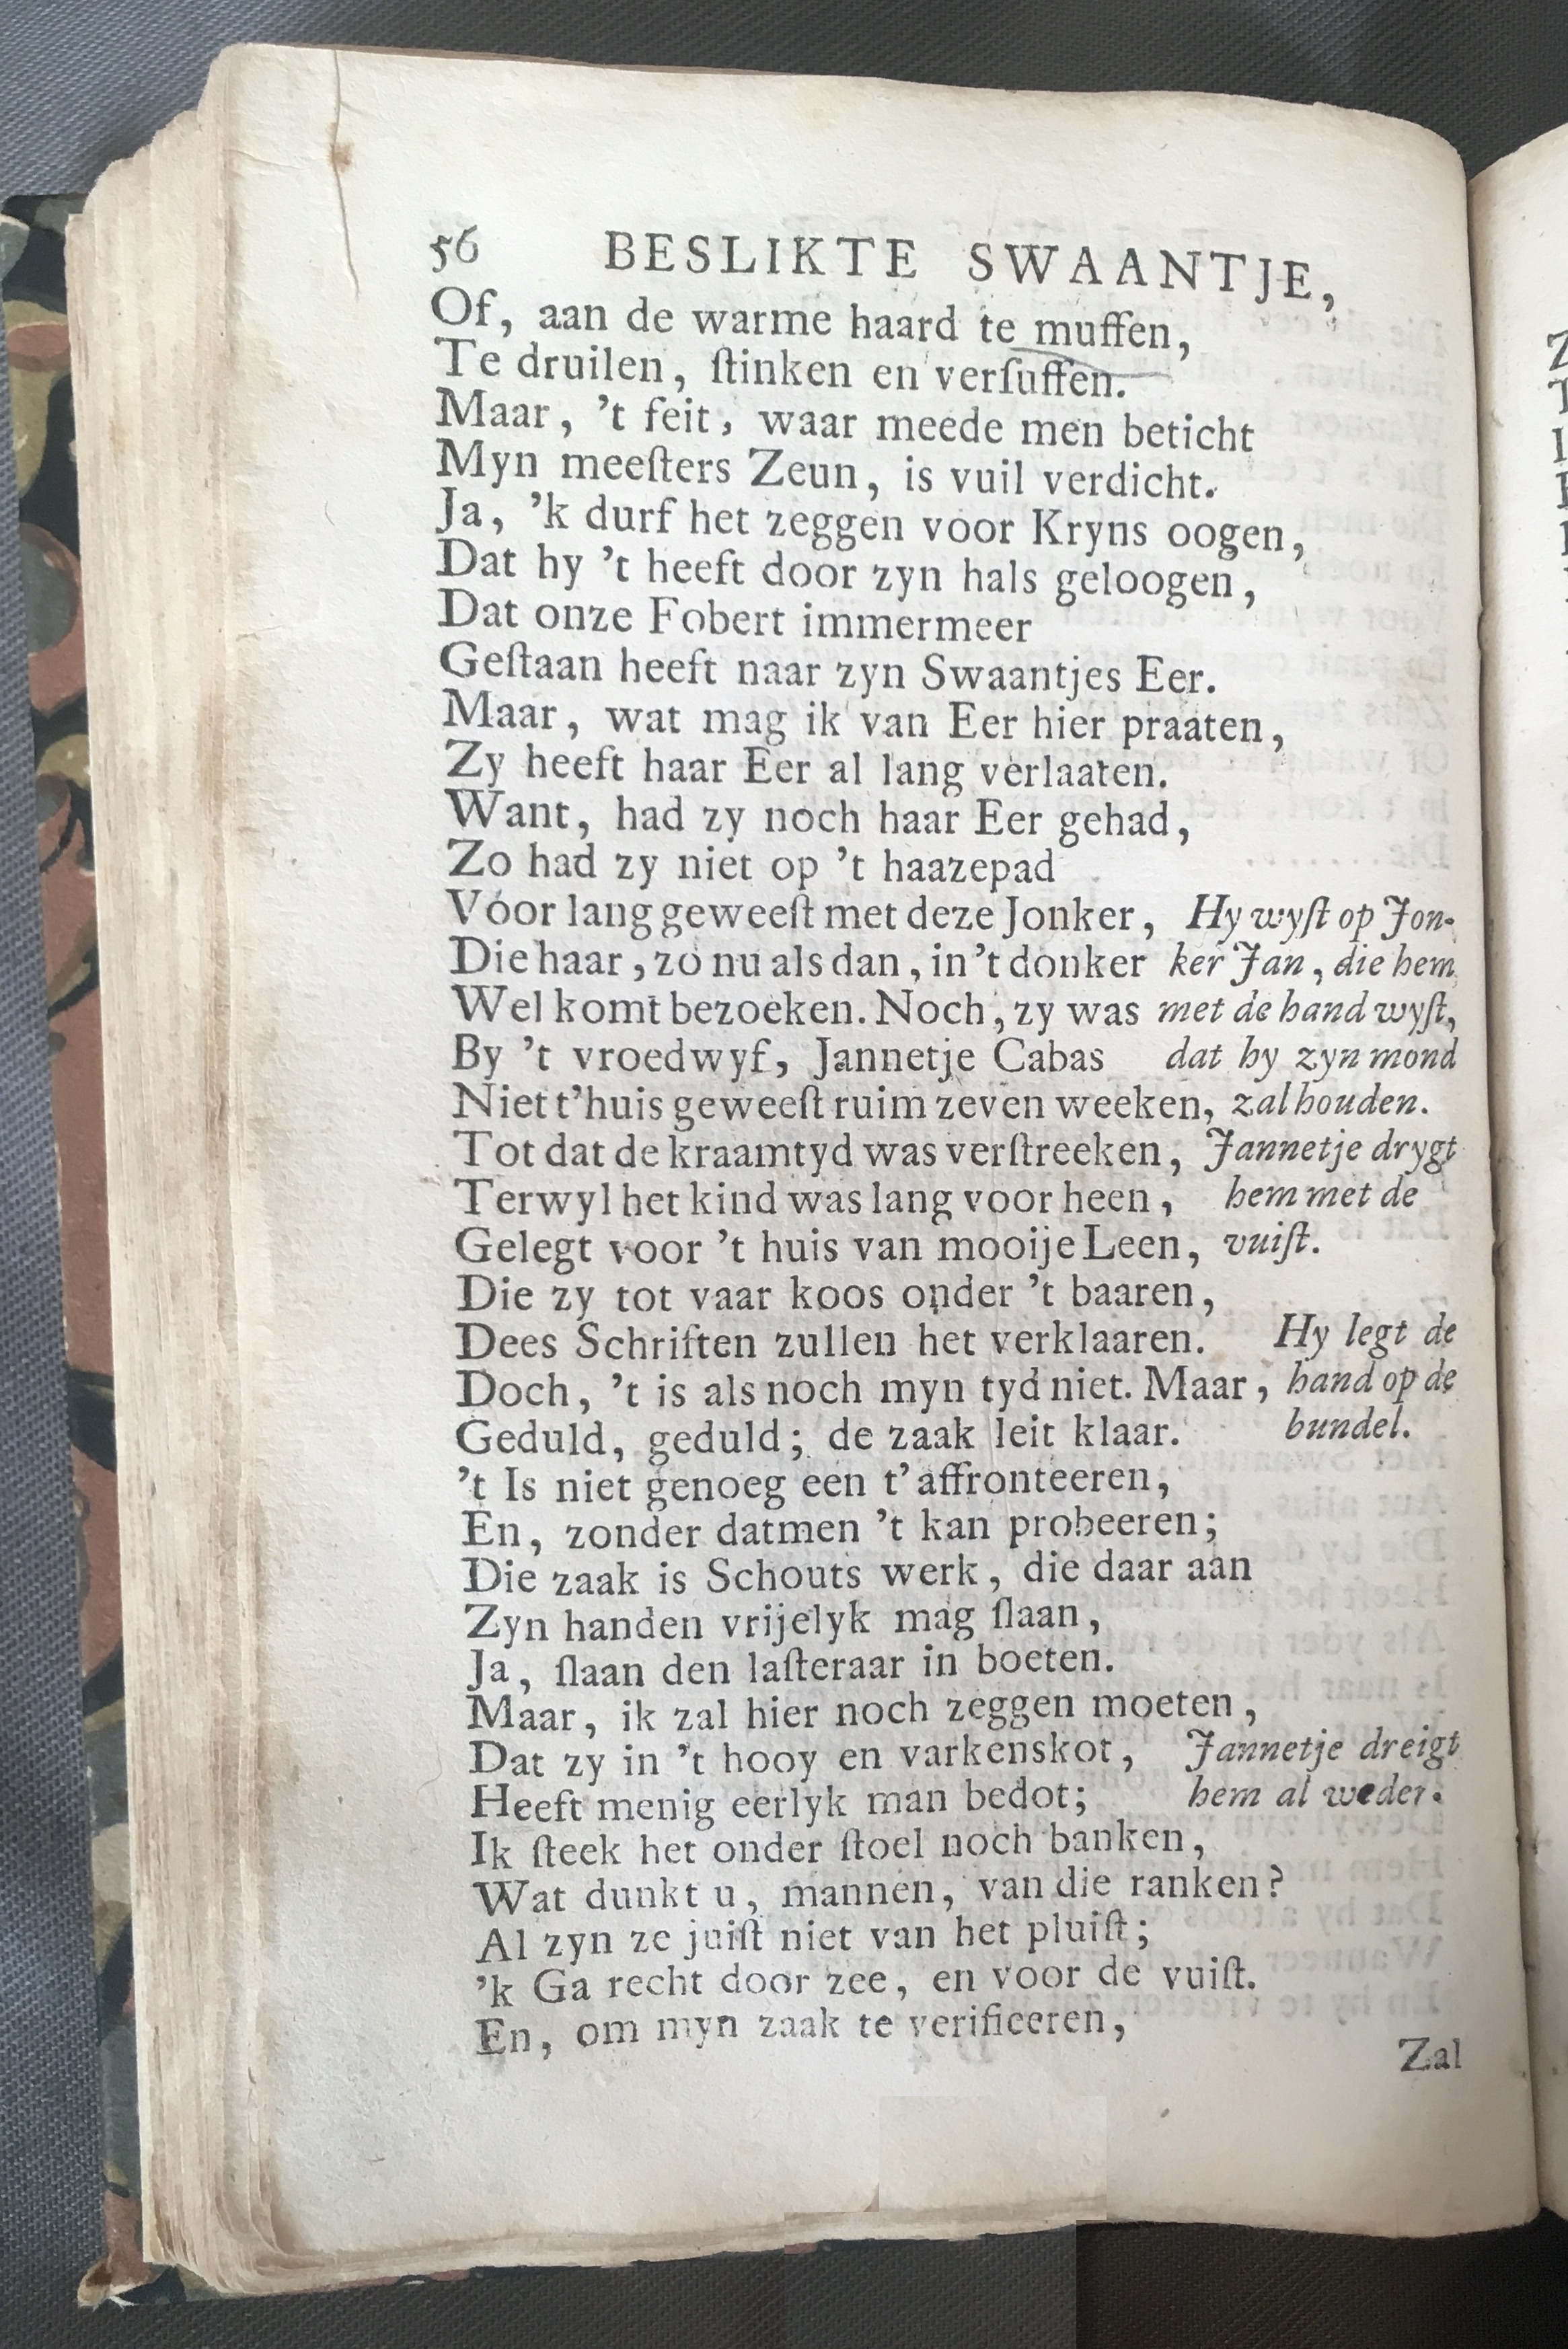 56 BESLIKTE SWAANTJE,
Of, aan de warme haard te muffen,
Te druilen, ſtinken en verſuffen.
Maar, 't feit, waar meede men beticht
Myn meeſters Zeun, is vuil verdicht.
Ja, 'k durf het zeggen voor Kryns oogen,
Dat hy 't heeft door zyn hals geloogen,
Dat onze Fobert immermeer
Geſtaan heeft naar zyn Swaantjes Eer.
Maar, wat mag ik van Eer hier praaten,
Zy heeft haar Eer al lang verlaaten.
Want, had zy noch haar Eer gehad,
Zo had zy niet op 't haazepad
Vóor lang geweeſt met deze Jonker, Hy wyſt op Jon-
Die haar, zo nu als dan, in 't donker ker Jan, die hem
Wel komt bezoeken. Noch, zy was met de hand wyſt,
By 't vroedwyf, Jannetje Cabas dat hy zyn mond
Niet t'huis geweeſt ruim zeven weeken, zal houden.
Tot dat de kraamtyd was verſtreeken, Jannetje drygt
Terwyl het kind was lang voor heen, hem met de
Gelegt voor 't huis van mooije Leen, vuiſt.
Die zy tot vaar koos onder 't baaren,
Dees Schriften zullen het verklaaren. Hy legt de
Doch, 't is als noch myn tyd niet. Maar, hand op de
Geduld, geduld; de zaak leit klaar. bundel.
't Is niet genoeg een t'affronteeren,
En, zonder datmen 't kan probeeren;
Die zaak is Schouts werk, die daar aan
Zyn handen vrijelyk mag ſlaan,
Ja, ſlaan den laſteraar in boeten.
Maar, ik zal hier noch zeggen moeten,
Dat zy in 't hooy en varkenskot, Jannetje dreigt
Heeft menig eerlyk man bedot; hem al weder.
Ik ſteek het onder ſtoel noch banken,
Wat dunkt u, mannen, van die ranken?
Al zyn ze juiſt niet van het pluiſt;
'k Ga recht door zee, en voor de vuiſt.
En, om myn zaak te verificeren,
Zal